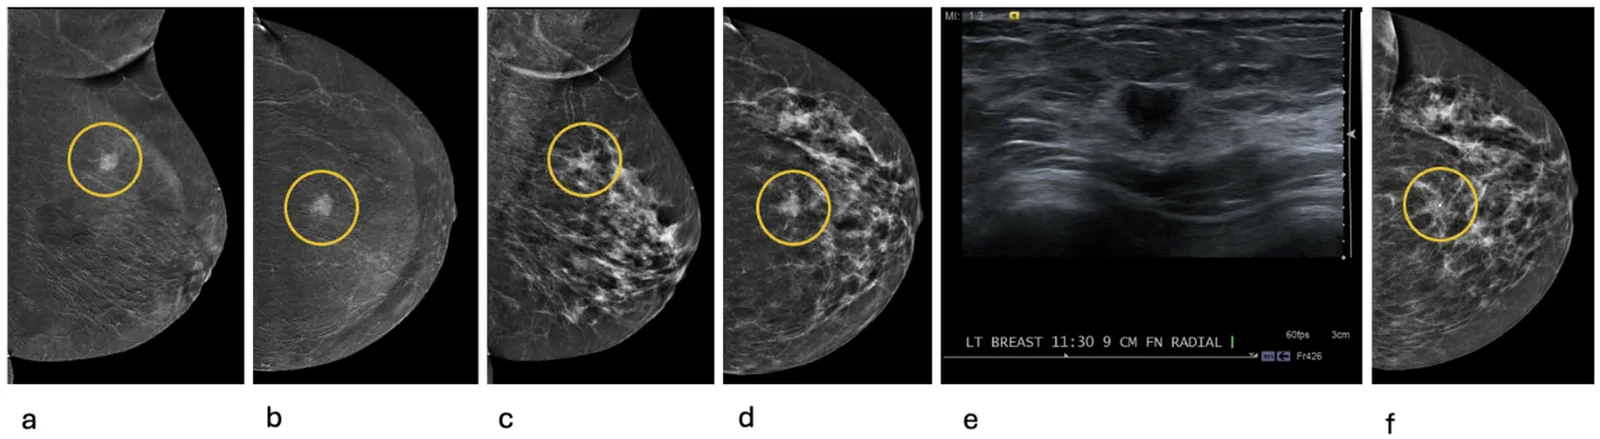 MI: 1.3
LT BREAST 11:30 9 CM FN RADIAL
60fps 3cm
Fr426
a b c d e f